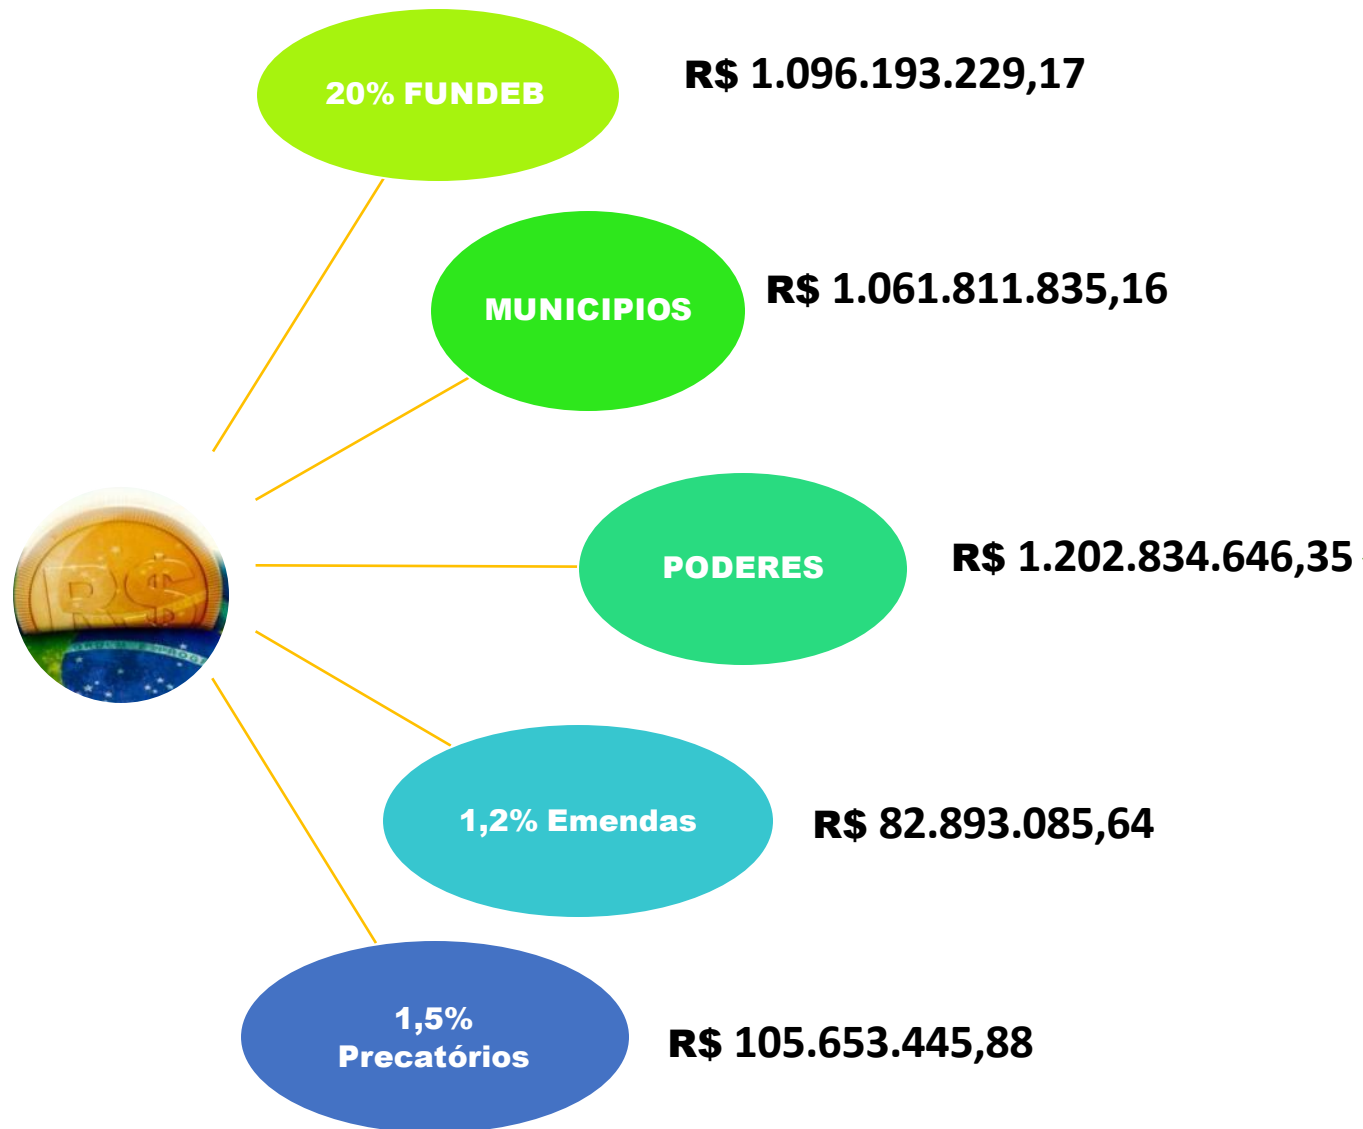 20% FUNDEB
R$ 1.096.193.229,17
MUNICIPIOS
R$ 1.061.811.835,16
PODERES
R$ 1.202.834.646,35
1,2% Emendas
R$ 82.893.085,64
1,5%
Precatórios
R$ 105.653.445,88
R$